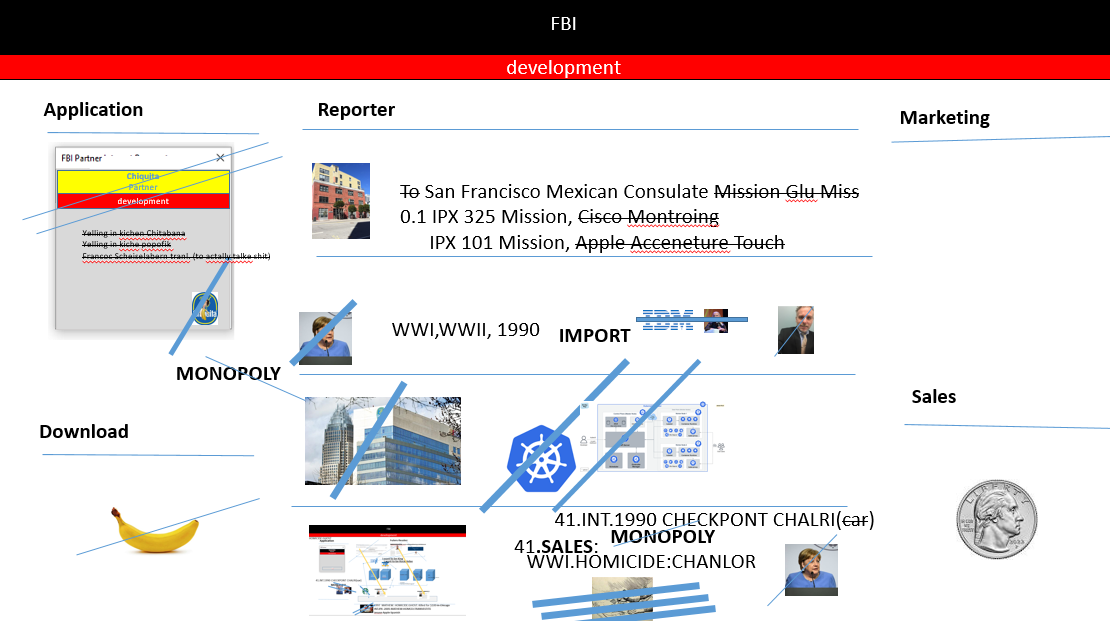 FBI
development
Application
Reporter
Marketing
FBI Partner
Chiquita
Partner
development
Yelling in kichen Chitabana
Yelling in kiche popofik
Francoc Scheiselabern tranl. (to actally talke shit)
To San Francisco Mexican Consulate Mission Glu Miss
0.1 IPX 325 Mission, Cisco Montroing
IPX 101 Mission, Apple Acceneture Touch
WWI,WWII, 1990
IMPORT
IBM
MONOPOLY
Download
Sales
41.INT.1990 CHECKPONT CHALRI(car)
MONOPOLY
41.SALES:
WWI.HOMICIDE:CHANLOR
LIBERTY